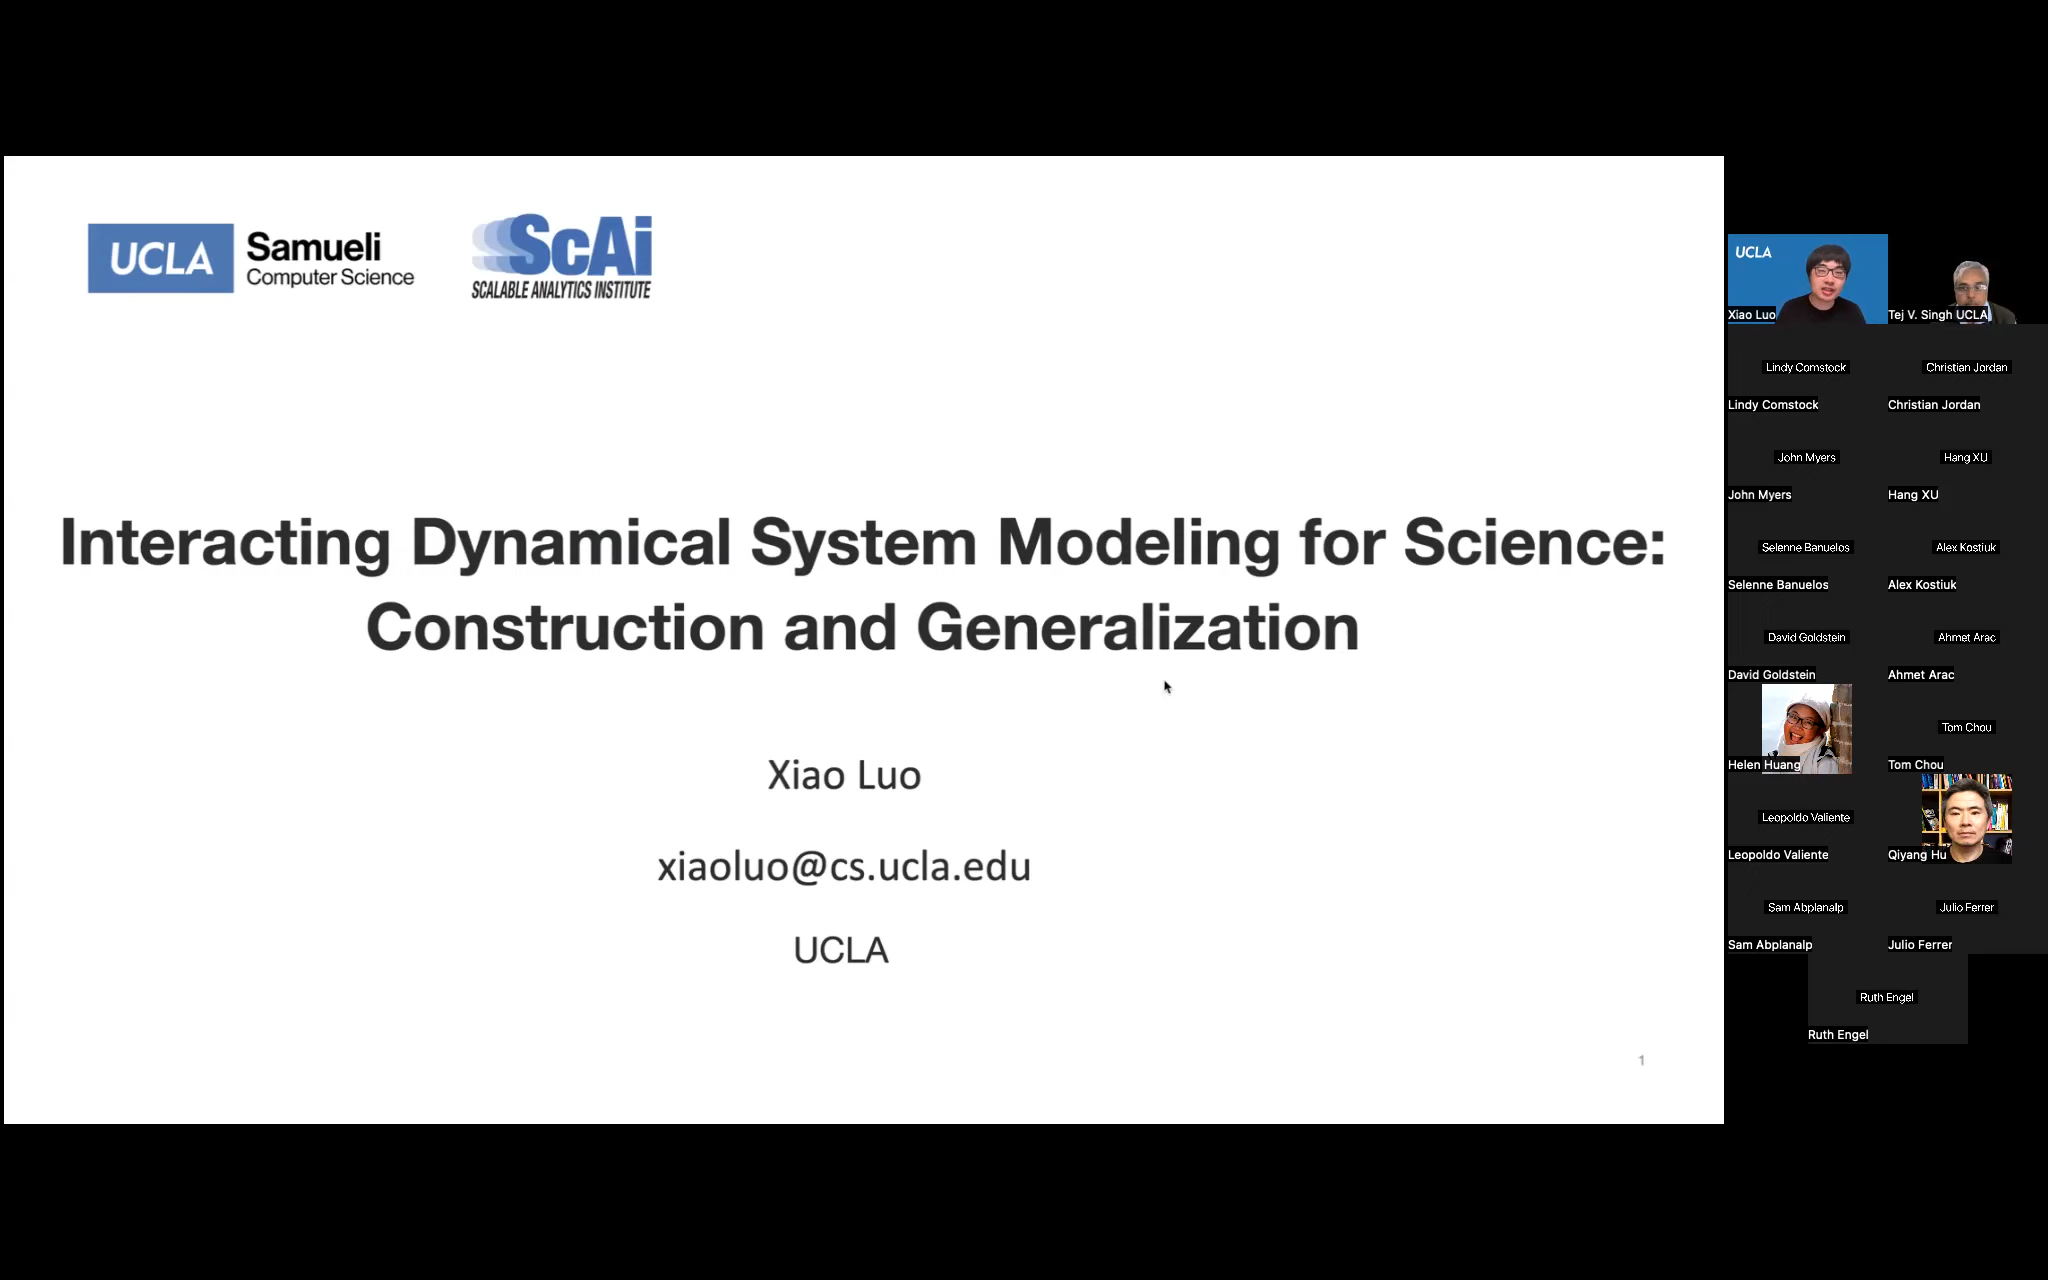 UCLA Samueli
Computer Science
ScAi
SCALABLE ANALYTICS INSTITUTE
Interacting Dynamical System Modeling for Science:
Construction and Generalization
Xiao Luo
xiaoluo@cs.ucla.edu
UCLA
1
UCLA
Xiao Luo
Tej V. Singh UCLA
Lindy Comstock
Christian Jordan
Lindy Comstock
Christian Jordan
John Myers
Hang XU
John Myers
Hang XU
Selenne Banuelos
Alex Kostiuk
Selenne Banuelos
Alex Kostiuk
David Goldstein
Ahmet Arac
David Goldstein
Ahmet Arac
Tom Chou
Helen Huang
Tom Chou
Leopoldo Valiente
Leopoldo Valiente
Qiyang Hu
Sam Abplanalp
Julio Ferrer
Sam Abplanalp
Julio Ferrer
Ruth Engel
Ruth Engel